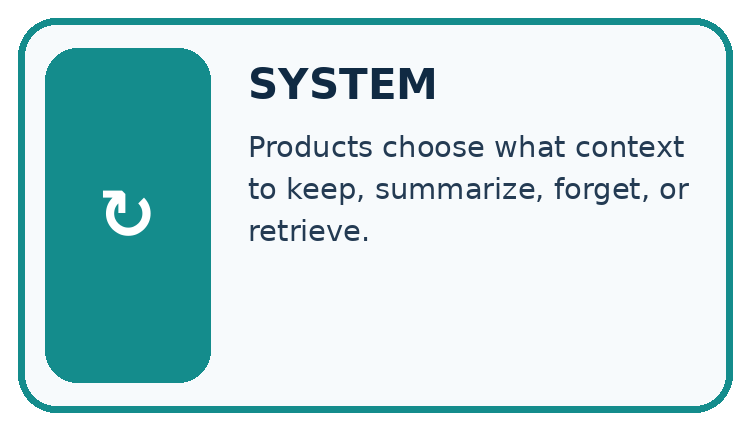 SYSTEM
Products choose what context
to keep, summarize, forget, or
retrieve.